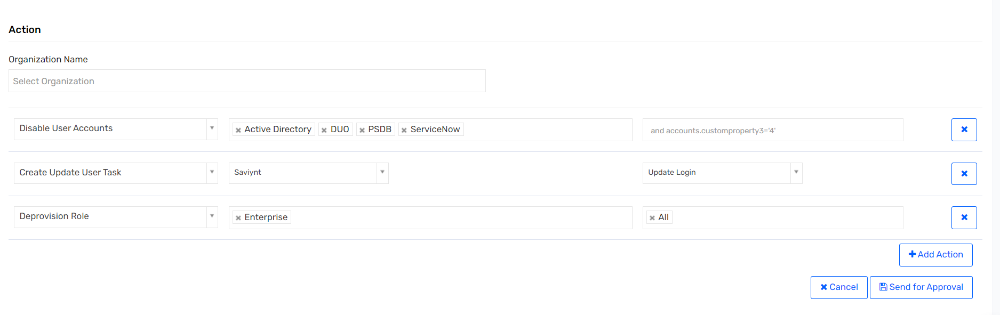 Action
Organization Name
Select Organization
Disable User Accounts Active Directory DUO PSDB ServiceNow and accounts.customproperty3='4'
Create Update User Task Saviynt Update Login
Deprovision Role Enterprise All
Add Action
Cancel Send for Approval